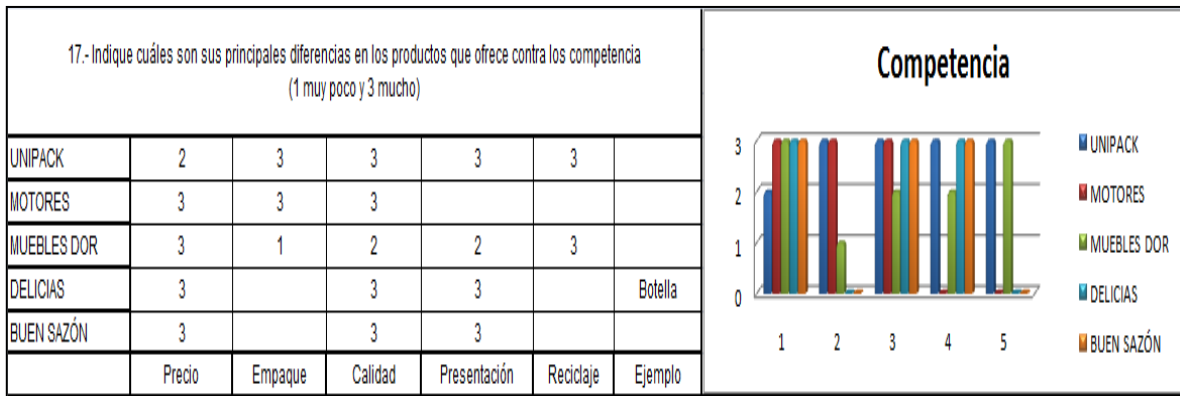 17.- Indique cuáles son sus principales diferencias en los productos que ofrece contra los competencia
(1 muy poco y 3 mucho)
UNIPACK 2 3 3 3 3
MOTORES 3 3 3
MUEBLES DOR 3 1 2 2 3
DELICIAS 3 3 3 Botella
BUEN SAZÓN 3 3 3
Precio Empaque Calidad Presentación Reciclaje Ejemplo
Competencia
3
2
1
0
1 2 3 4 5
UNIPACK
MOTORES
MUEBLES DOR
DELICIAS
BUEN SAZÓN